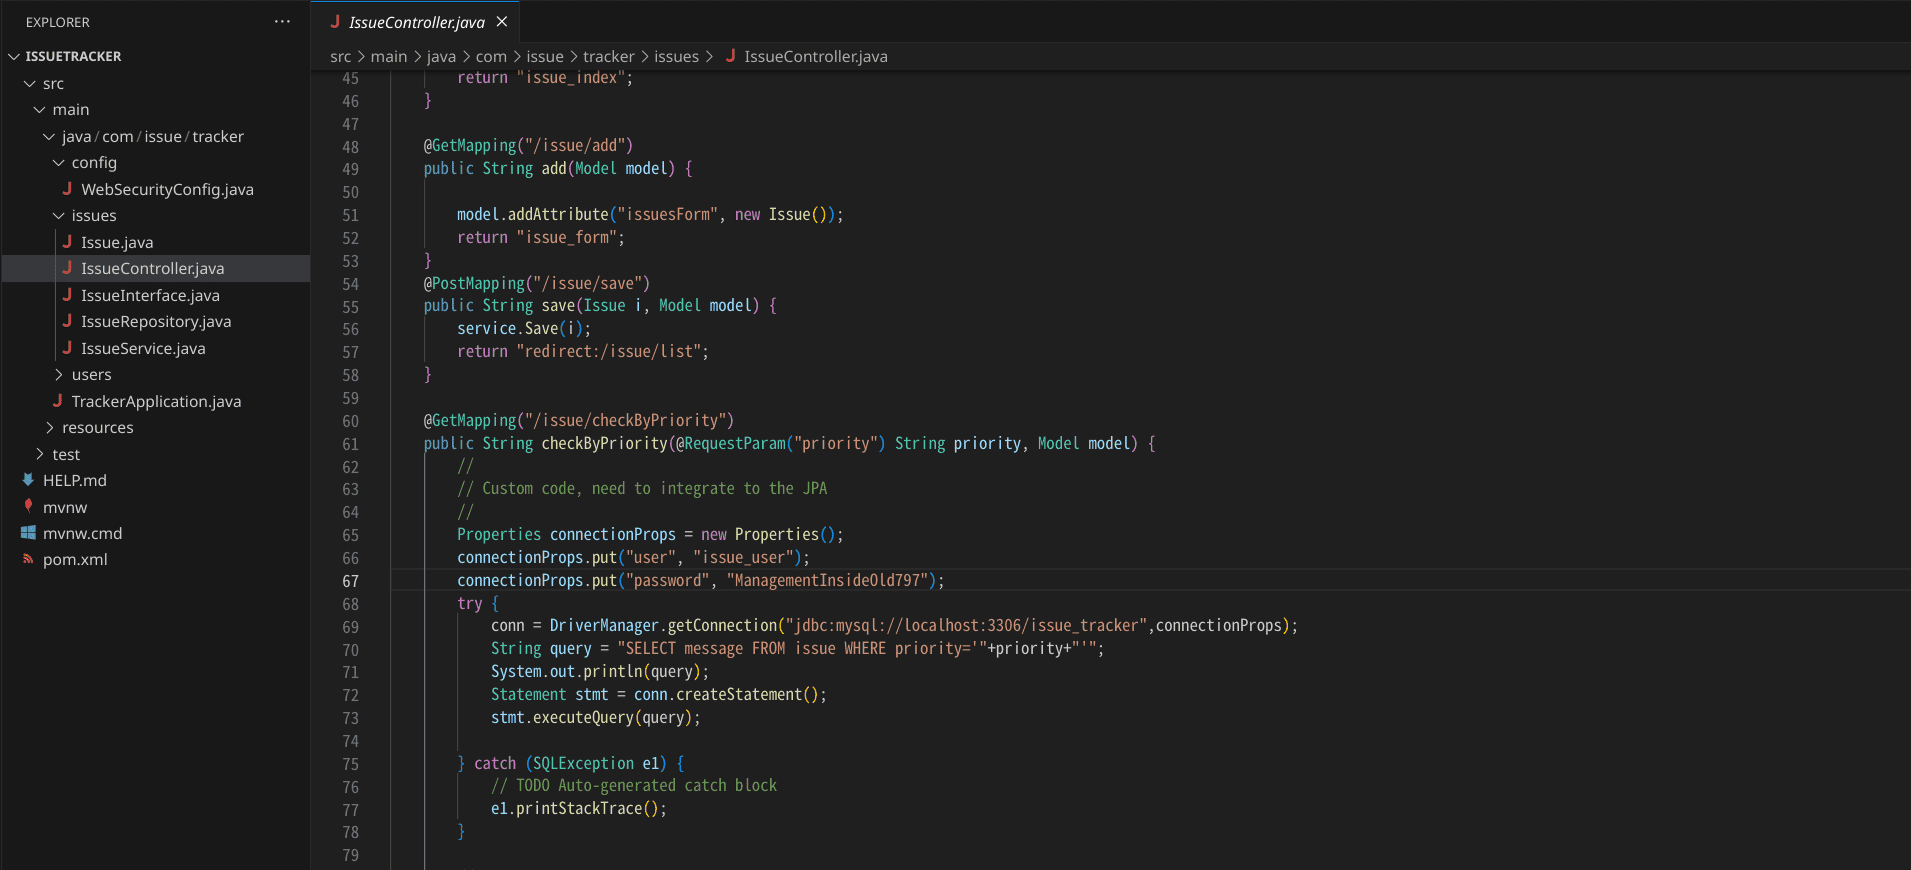 EXPLORER
ISSUETRACKER
src
main
java/com/issue/tracker
config
WebSecurityConfig.java
issues
Issue.java
IssueController.java
IssueInterface.java
IssueRepository.java
IssueService.java
users
TrackerApplication.java
resources
test
HELP.md
mvnw
mvnw.cmd
pom.xml
IssueController.java
src > main > java > com > issue > tracker > issues > IssueController.java
45 return "issue_index";
46 }
47
48 @GetMapping("/issue/add")
49 public String add(Model model) {
50
51 model.addAttribute("issuesForm", new Issue());
52 return "issue_form";
53 }
54 @PostMapping("/issue/save")
55 public String save(Issue i, Model model) {
56 service.Save(i);
57 return "redirect:/issue/list";
58 }
59
60 @GetMapping("/issue/checkByPriority")
61 public String checkByPriority(@RequestParam("priority") String priority, Model model) {
62 //
63 // Custom code, need to integrate to the JPA
64 //
65 Properties connectionProps = new Properties();
66 connectionProps.put("user", "issue_user");
67 connectionProps.put("password", "ManagementInsideOld797");
68 try {
69 conn = DriverManager.getConnection("jdbc:mysql://localhost:3306/issue_tracker",connectionProps);
70 String query = "SELECT message FROM issue WHERE priority='"+priority+"'";
71 System.out.println(query);
72 Statement stmt = conn.createStatement();
73 stmt.executeQuery(query);
74
75 } catch (SQLException e1) {
76 // TODO Auto-generated catch block
77 e1.printStackTrace();
78 }
79